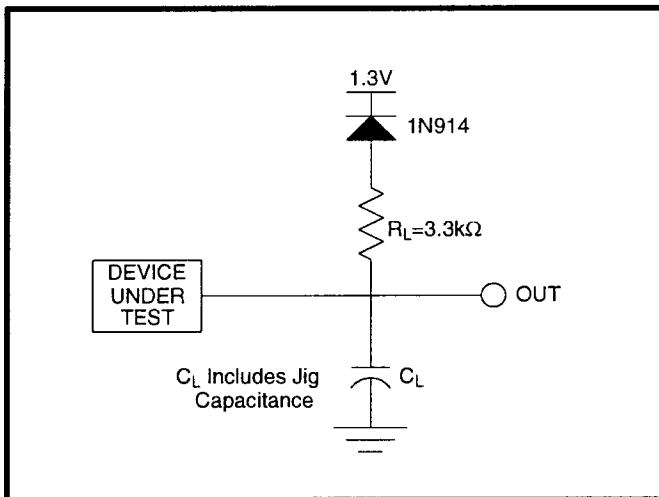 1.3V
1N914
R_L=3.3kΩ
DEVICE
UNDER
TEST
OUT
C_L Includes Jig
Capacitance
C_L